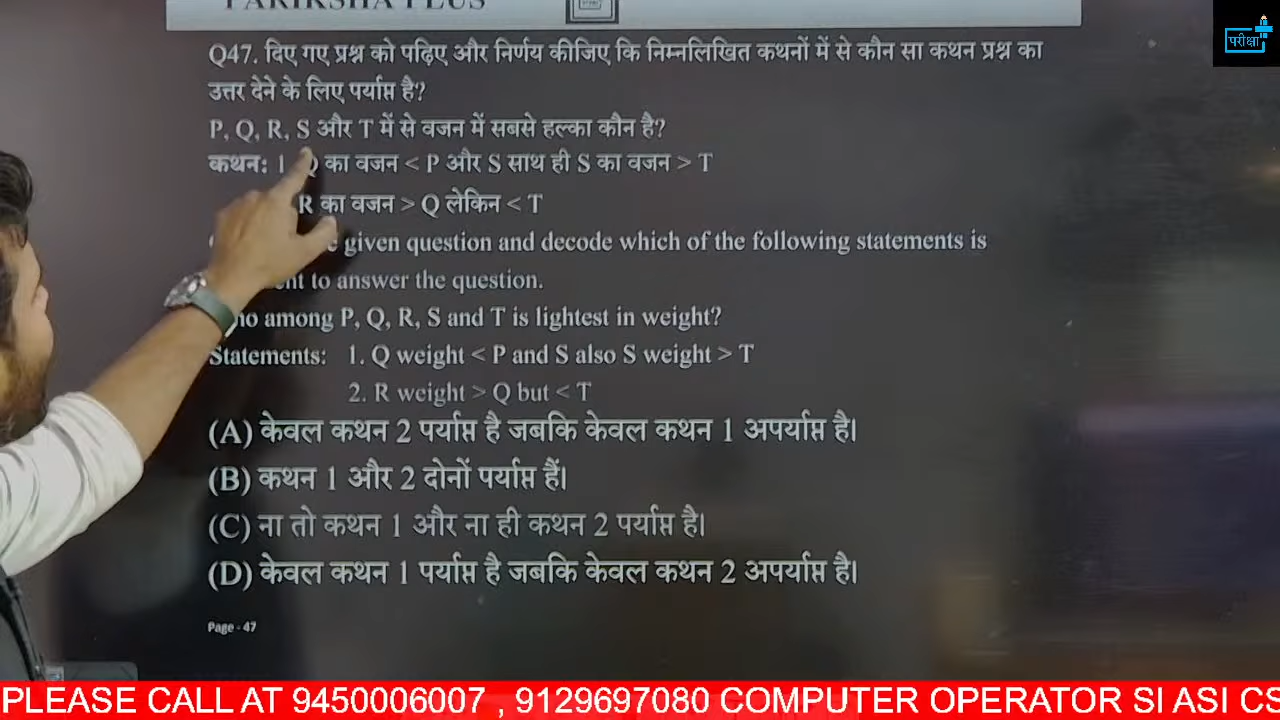 PARIKSHA PLUS
परीक्षा
Q47. दिए गए प्रश्न को पढ़िए और निर्णय कीजिए कि निम्नलिखित कथनों में से कौन सा कथन प्रश्न का
उत्तर देने के लिए पर्याप्त है?
P, Q, R, S और T में से वजन में सबसे हल्का कौन है?
कथन: 1. Q का वजन < P और S साथ ही S का वजन > T
R का वजन > Q लेकिन < T
given question and decode which of the following statements is
to answer the question.
among P, Q, R, S and T is lightest in weight?
Statements: 1. Q weight < P and S also S weight > T
2. R weight > Q but < T
(A) केवल कथन 2 पर्याप्त है जबकि केवल कथन 1 अपर्याप्त है।
(B) कथन 1 और 2 दोनों पर्याप्त हैं।
(C) ना तो कथन 1 और ना ही कथन 2 पर्याप्त है।
(D) केवल कथन 1 पर्याप्त है जबकि केवल कथन 2 अपर्याप्त है।
Page - 47
PLEASE CALL AT 9450006007 , 9129697080 COMPUTER OPERATOR SI ASI CS